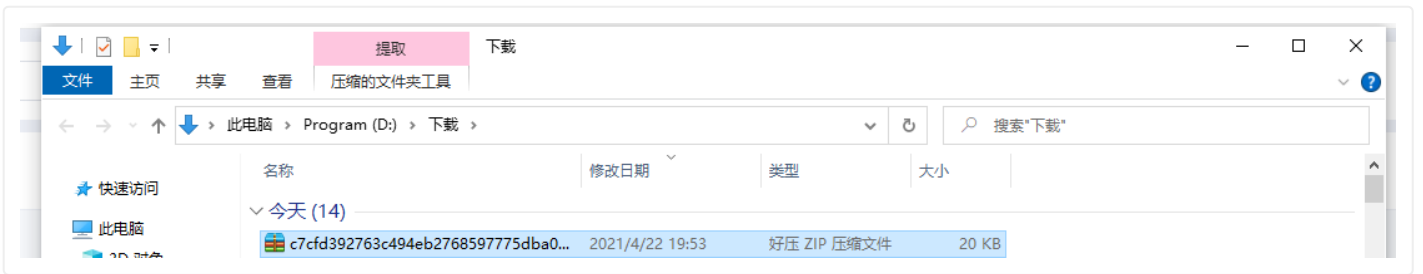 提取 下载
文件 主页 共享 查看 压缩的文件夹工具
此电脑 › Program (D:) › 下载 › 搜索"下载"
名称 修改日期 类型 大小
快速访问
今天 (14)
此电脑
c7cfd392763c494eb2768597775dba0... 2021/4/22 19:53 好压 ZIP 压缩文件 20 KB
3D 对象